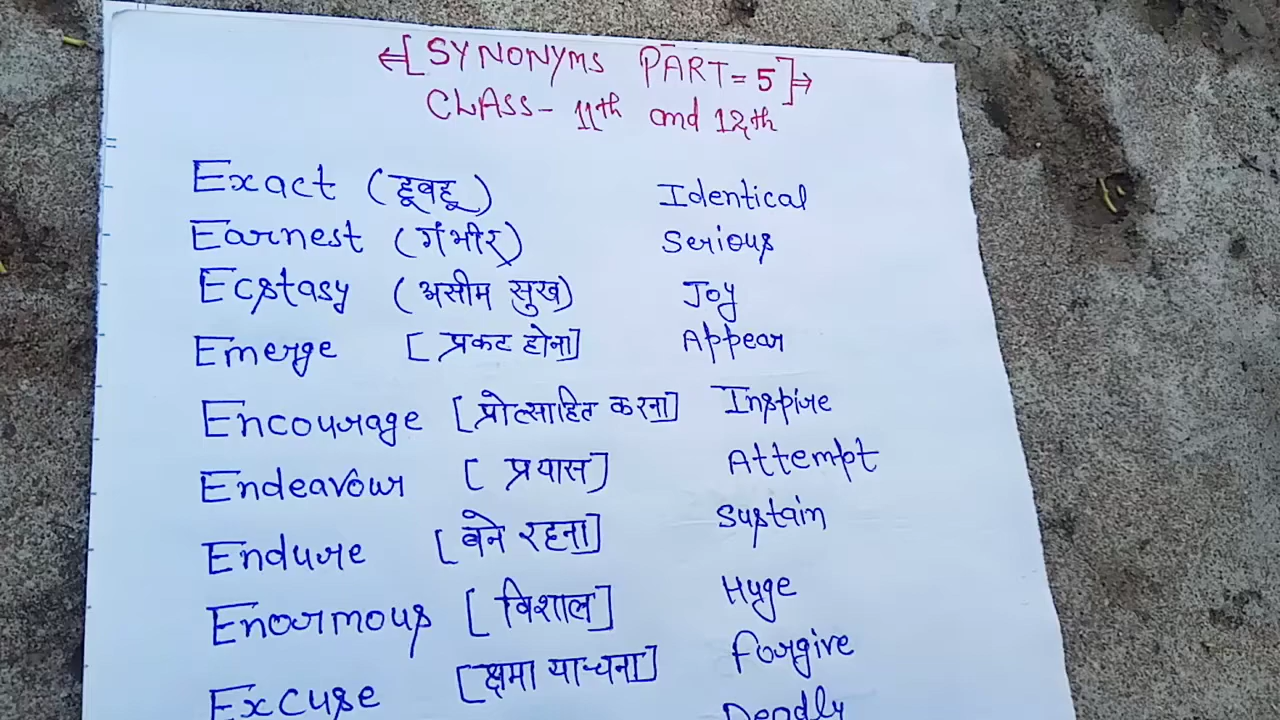 ⇐[SYNONYMS PART=5]⇒
CLASS- 11th and 12th
Exact (हूबहू) Identical
Earnest (गंभीर) Serious
Ecstasy (असीम सुख) Joy
Emerge [प्रकट होना] Appear
Encourage [प्रोत्साहित करना] Inspire
Endeavour [प्रयास] Attempt
Endure [बने रहना] Sustain
Enormous [विशाल] Huge
Excuse [क्षमा याचना] Forgive
Deadly